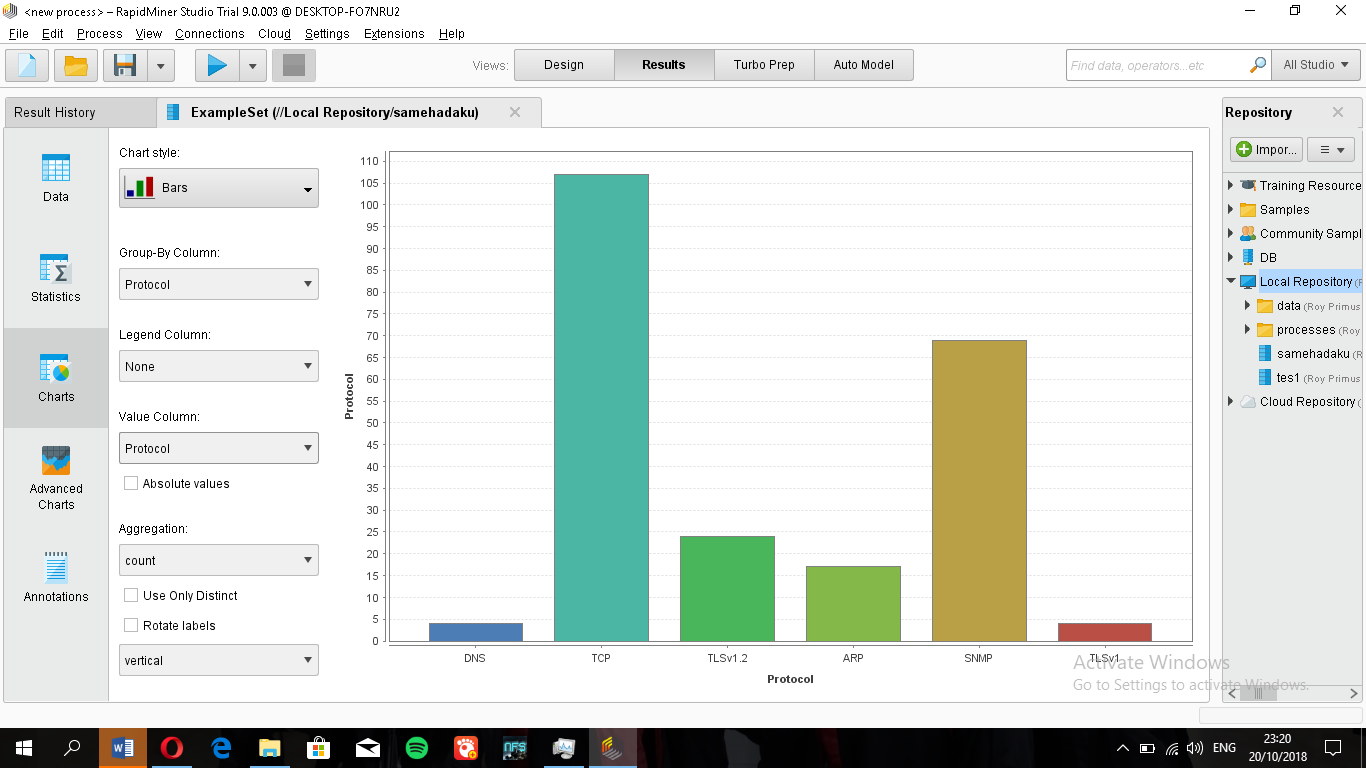 <new process> – RapidMiner Studio Trial 9.0.003 @ DESKTOP-FO7NRU2
File Edit Process View Connections Cloud Settings Extensions Help
Views: Design Results Turbo Prep Auto Model
Find data, operators...etc
All Studio
Result History
ExampleSet (//Local Repository/samehadaku)
Data
Statistics
Charts
Advanced
Charts
Annotations
Chart style:
Bars
Group-By Column:
Protocol
Legend Column:
None
Value Column:
Protocol
Absolute values
Aggregation:
count
Use Only Distinct
Rotate labels
vertical
Protocol
110
105
100
95
90
85
80
75
70
65
60
55
50
45
40
35
30
25
20
15
10
5
0
DNS TCP TLSv1.2 ARP SNMP TLSv1
Protocol
Repository
Impor...
Training Resource
Samples
Community Sampl
DB
Local Repository (R
data (Roy Primus
processes (Roy
samehadaku (R
tes1 (Roy Primus
Cloud Repository (
Activate Windows
Go to Settings to activate Windows.
ENG
23:20
20/10/2018